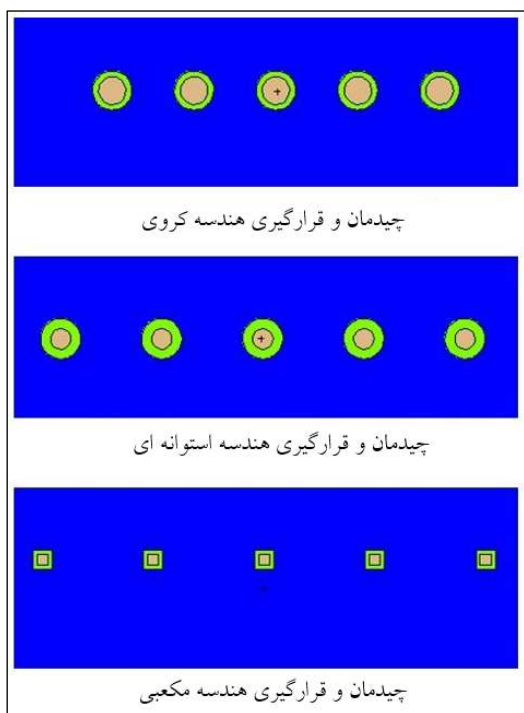 چیدمان و قرارگیری هندسه کروی
چیدمان و قرارگیری هندسه استوانه ای
چیدمان و قرارگیری هندسه مکعبی